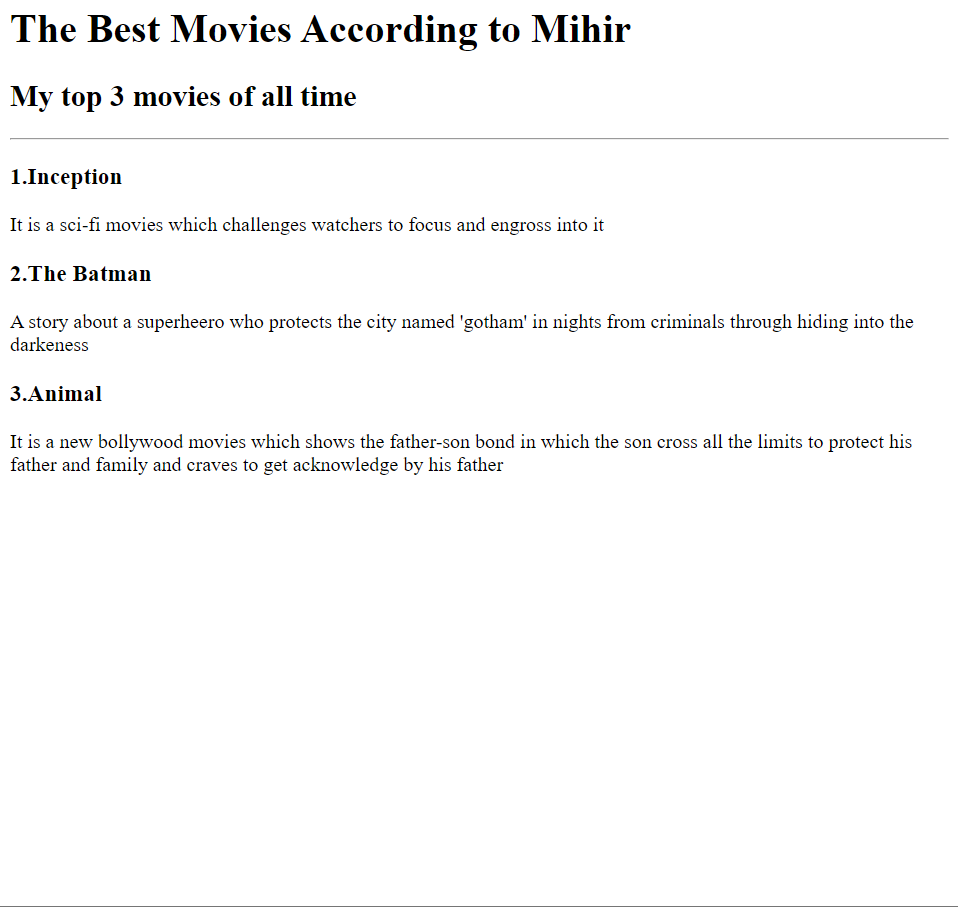 The Best Movies According to Mihir
My top 3 movies of all time
1.Inception
It is a sci-fi movies which challenges watchers to focus and engross into it
2.The Batman
A story about a superheero who protects the city named 'gotham' in nights from criminals through hiding into the
darkeness
3.Animal
It is a new bollywood movies which shows the father-son bond in which the son cross all the limits to protect his
father and family and craves to get acknowledge by his father